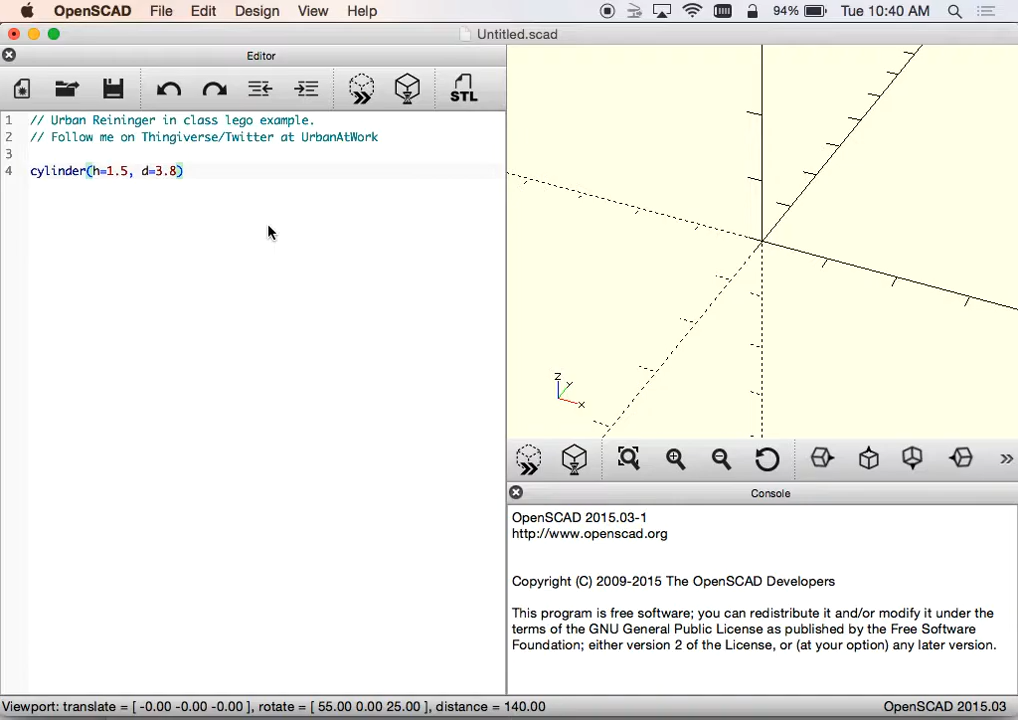 OpenSCAD File Edit Design View Help 94% Tue 10:40 AM
Untitled.scad
Editor
STL
1 // Urban Reininger in class lego example.
2 // Follow me on Thingiverse/Twitter at UrbanAtWork
3
4 cylinder(h=1.5, d=3.8)
Z
Y
X
Console
OpenSCAD 2015.03-1
http://www.openscad.org
Copyright (C) 2009-2015 The OpenSCAD Developers
This program is free software; you can redistribute it and/or modify it under the
terms of the GNU General Public License as published by the Free Software
Foundation; either version 2 of the License, or (at your option) any later version.
Viewport: translate = [ -0.00 -0.00 -0.00 ], rotate = [ 55.00 0.00 25.00 ], distance = 140.00
OpenSCAD 2015.03